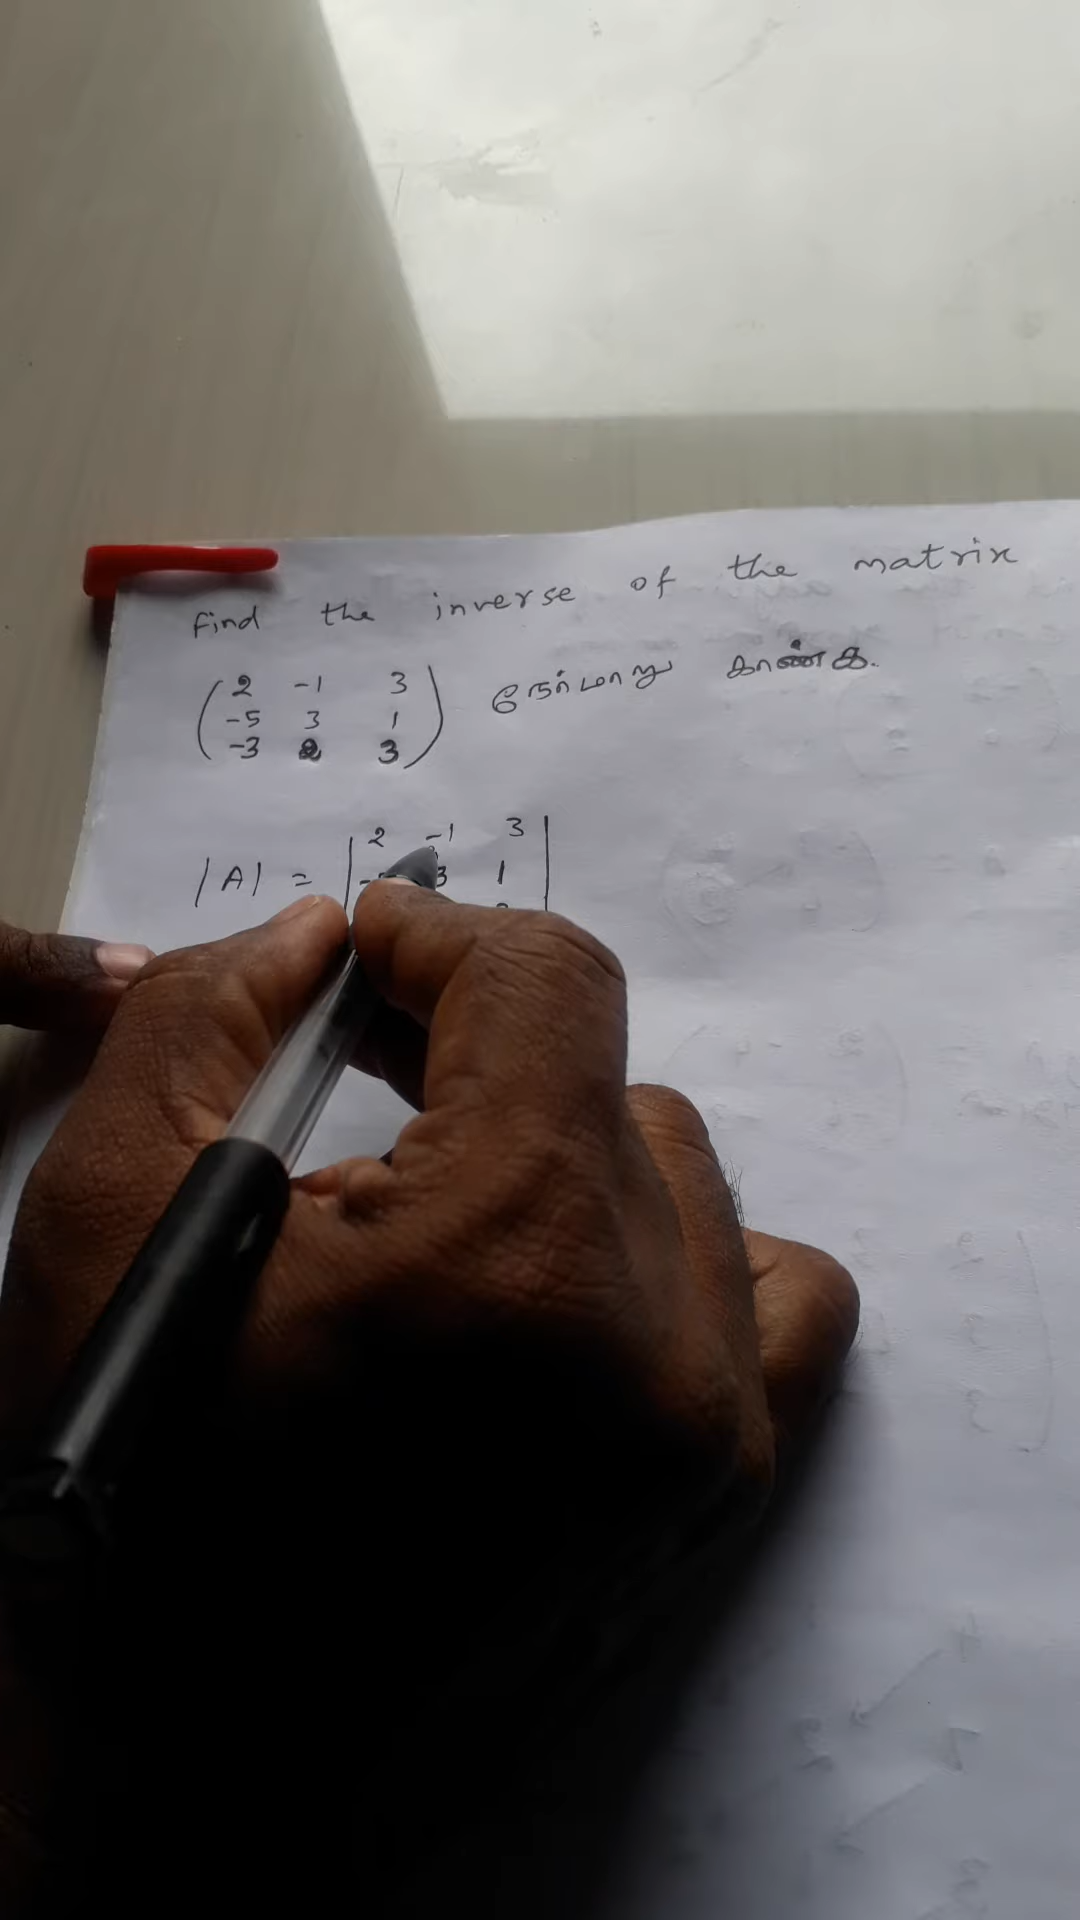 Find the inverse of the matrix
2 -1 3
-5 3 1
-3 2 3
நேர்மாறு காண்க.
|A| = 2 -1 3
3 1